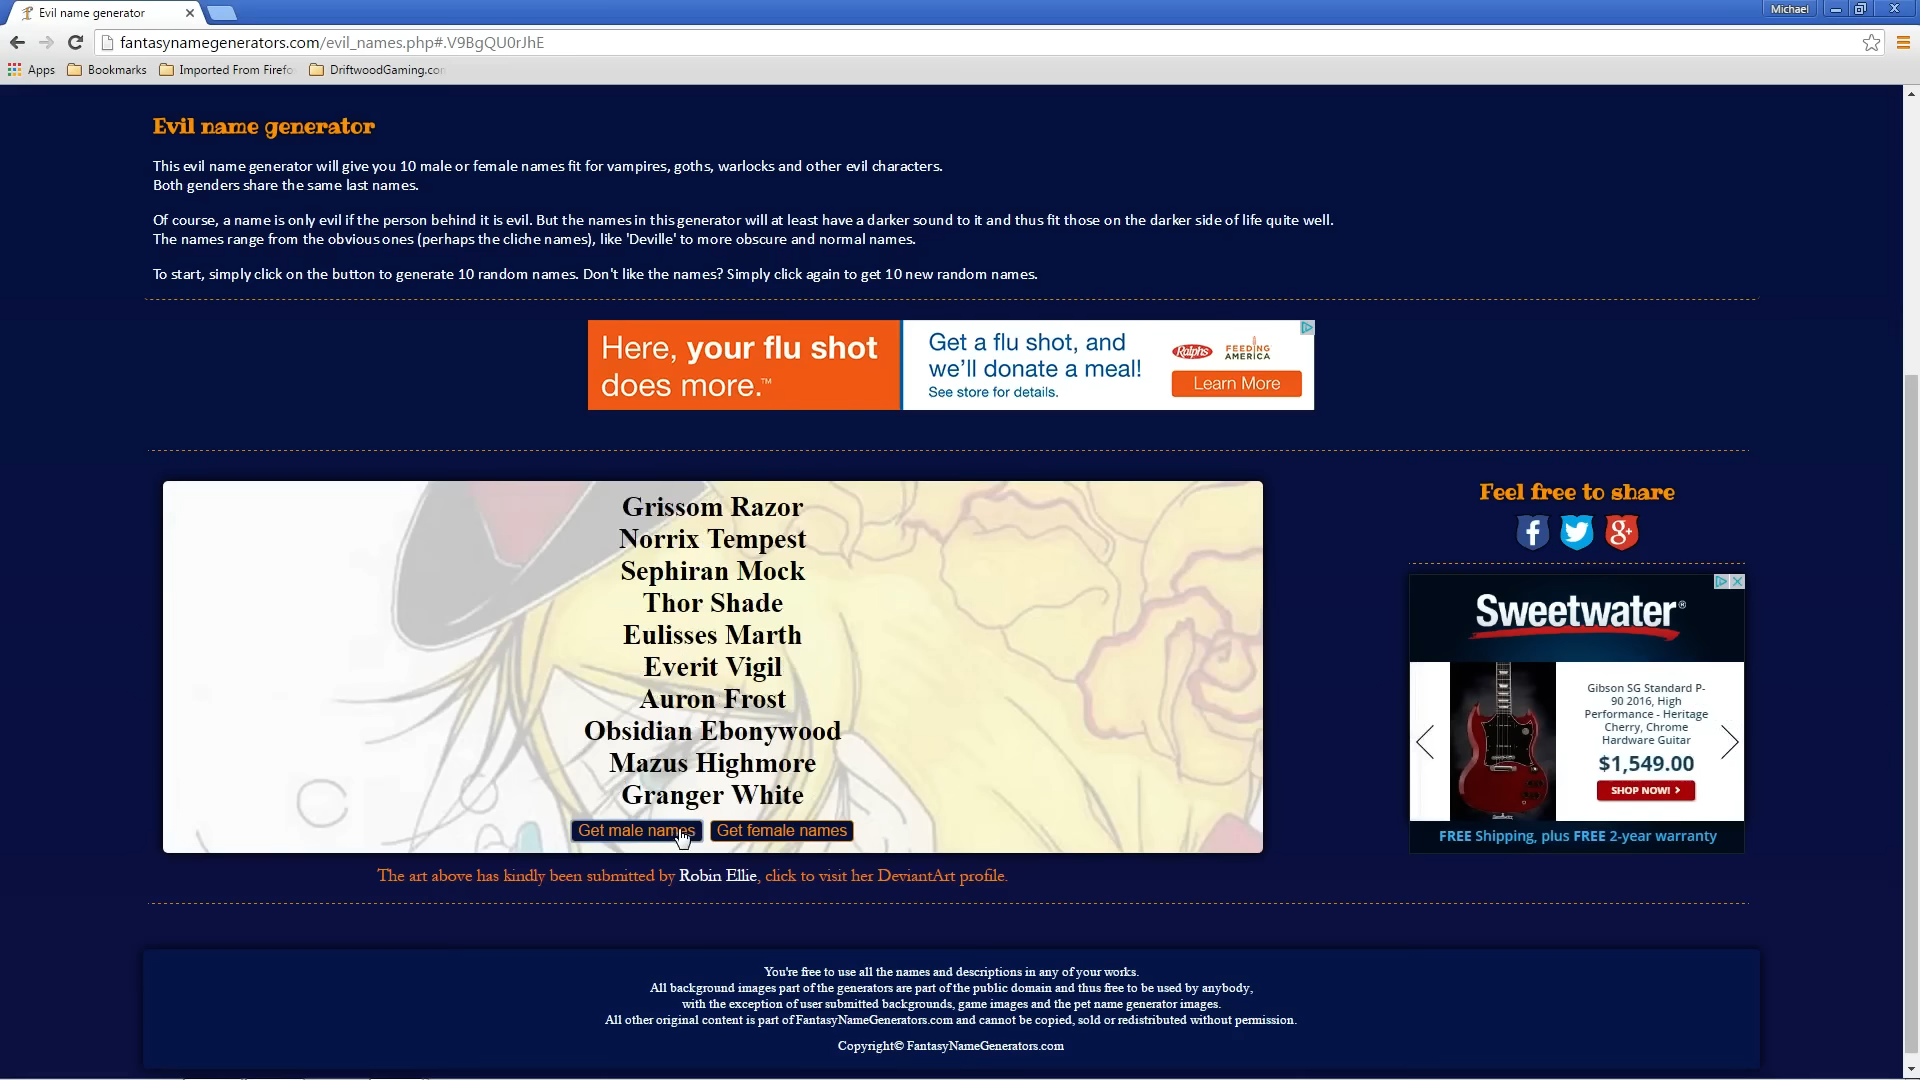 Evil name generator
Michael
fantasynamegenerators.com/evil_names.php#.V9BgQU0rJhE
Apps
Bookmarks
Imported From Firefo
DriftwoodGaming.con
Evil name generator
This evil name generator will give you 10 male or female names fit for vampires, goths, warlocks and other evil characters.
Both genders share the same last names.
Of course, a name is only evil if the person behind it is evil. But the names in this generator will at least have a darker sound to it and thus fit those on the darker side of life quite well.
The names range from the obvious ones (perhaps the cliche names), like 'Deville' to more obscure and normal names.
To start, simply click on the button to generate 10 random names. Don't like the names? Simply click again to get 10 new random names.
Here, your flu shot
does more.™
Get a flu shot, and
we'll donate a meal!
See store for details.
Ralphs
FEEDING
AMERICA
Learn More
Grissom Razor
Norrix Tempest
Sephiran Mock
Thor Shade
Eulisses Marth
Everit Vigil
Auron Frost
Obsidian Ebonywood
Mazus Highmore
Granger White
Get male names
Get female names
The art above has kindly been submitted by Robin Ellie, click to visit her DeviantArt profile.
Feel free to share
Sweetwater®
Gibson SG Standard P-
90 2016, High
Performance - Heritage
Cherry, Chrome
Hardware Guitar
$1,549.00
SHOP NOW!
FREE Shipping, plus FREE 2-year warranty
You're free to use all the names and descriptions in any of your works.
All background images part of the generators are part of the public domain and thus free to be used by anybody,
with the exception of user submitted backgrounds, game images and the pet name generator images.
All other original content is part of FantasyNameGenerators.com and cannot be copied, sold or redistributed without permission.
Copyright© FantasyNameGenerators.com